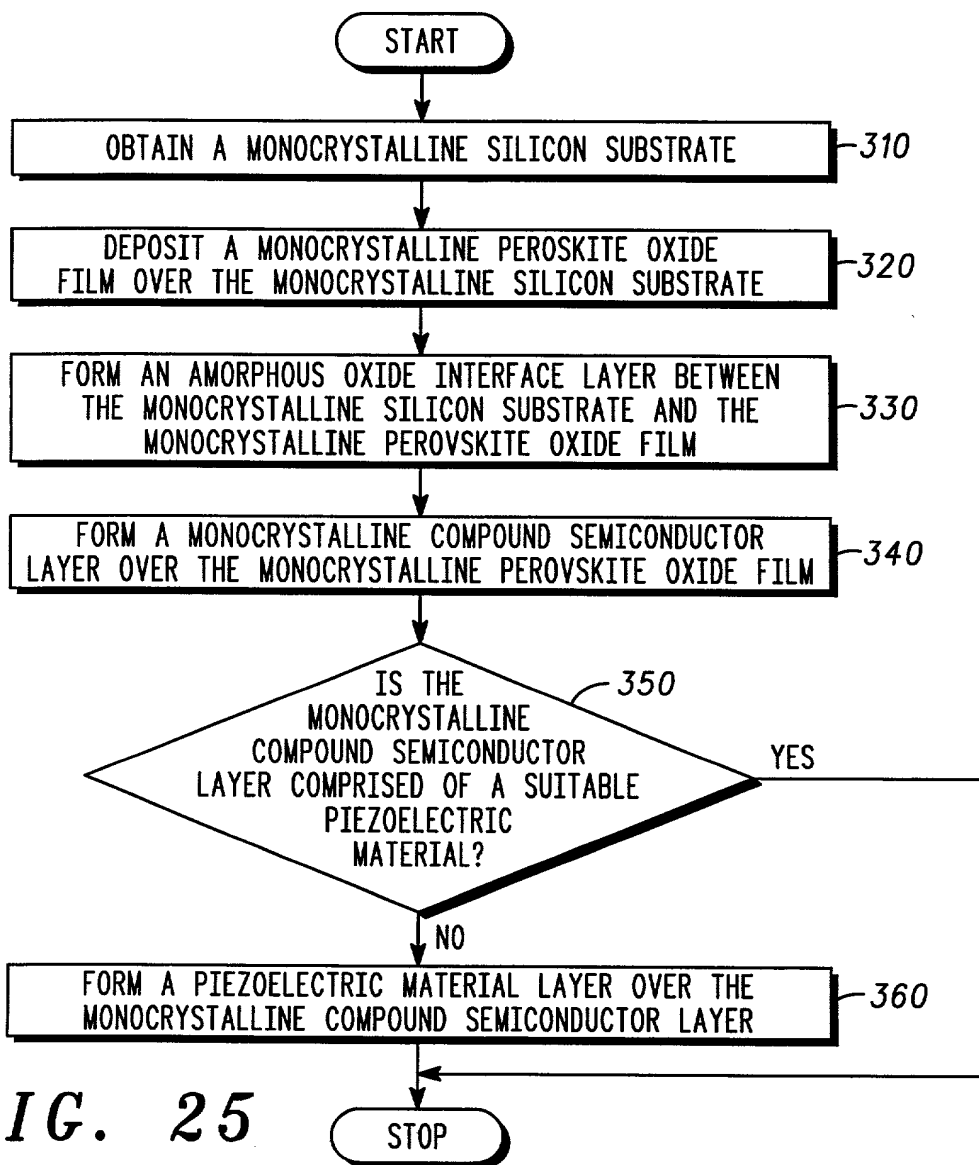 START
OBTAIN A MONOCRYSTALLINE SILICON SUBSTRATE
310
DEPOSIT A MONOCRYSTALLINE PEROSKITE OXIDE
FILM OVER THE MONOCRYSTALLINE SILICON SUBSTRATE
320
FORM AN AMORPHOUS OXIDE INTERFACE LAYER BETWEEN
THE MONOCRYSTALLINE SILICON SUBSTRATE AND THE
MONOCRYSTALLINE PEROVSKITE OXIDE FILM
330
FORM A MONOCRYSTALLINE COMPOUND SEMICONDUCTOR
LAYER OVER THE MONOCRYSTALLINE PEROVSKITE OXIDE FILM
340
IS THE
MONOCRYSTALLINE
COMPOUND SEMICONDUCTOR
LAYER COMPRISED OF A SUITABLE
PIEZOELECTRIC
MATERIAL?
350
YES
NO
FORM A PIEZOELECTRIC MATERIAL LAYER OVER THE
MONOCRYSTALLINE COMPOUND SEMICONDUCTOR LAYER
360
STOP
IG. 25